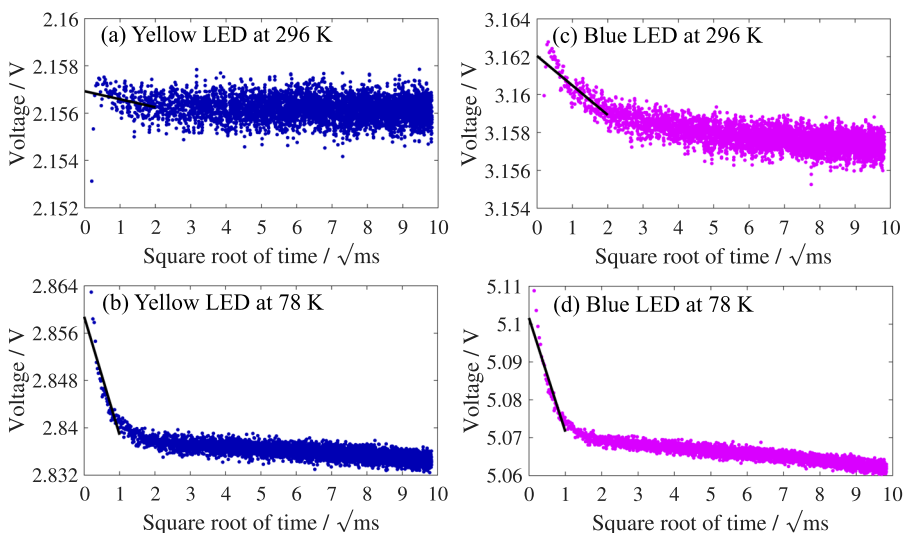 (a) Yellow LED at 296 K
Voltage / V
2.16
2.158
2.156
2.154
2.152
0 1 2 3 4 5 6 7 8 9 10
Square root of time / √ms
(c) Blue LED at 296 K
Voltage / V
3.164
3.162
3.16
3.158
3.156
3.154
0 1 2 3 4 5 6 7 8 9 10
Square root of time / √ms
(b) Yellow LED at 78 K
Voltage / V
2.864
2.856
2.848
2.84
2.832
0 1 2 3 4 5 6 7 8 9 10
Square root of time / √ms
(d) Blue LED at 78 K
Voltage / V
5.11
5.1
5.09
5.08
5.07
5.06
0 1 2 3 4 5 6 7 8 9 10
Square root of time / √ms